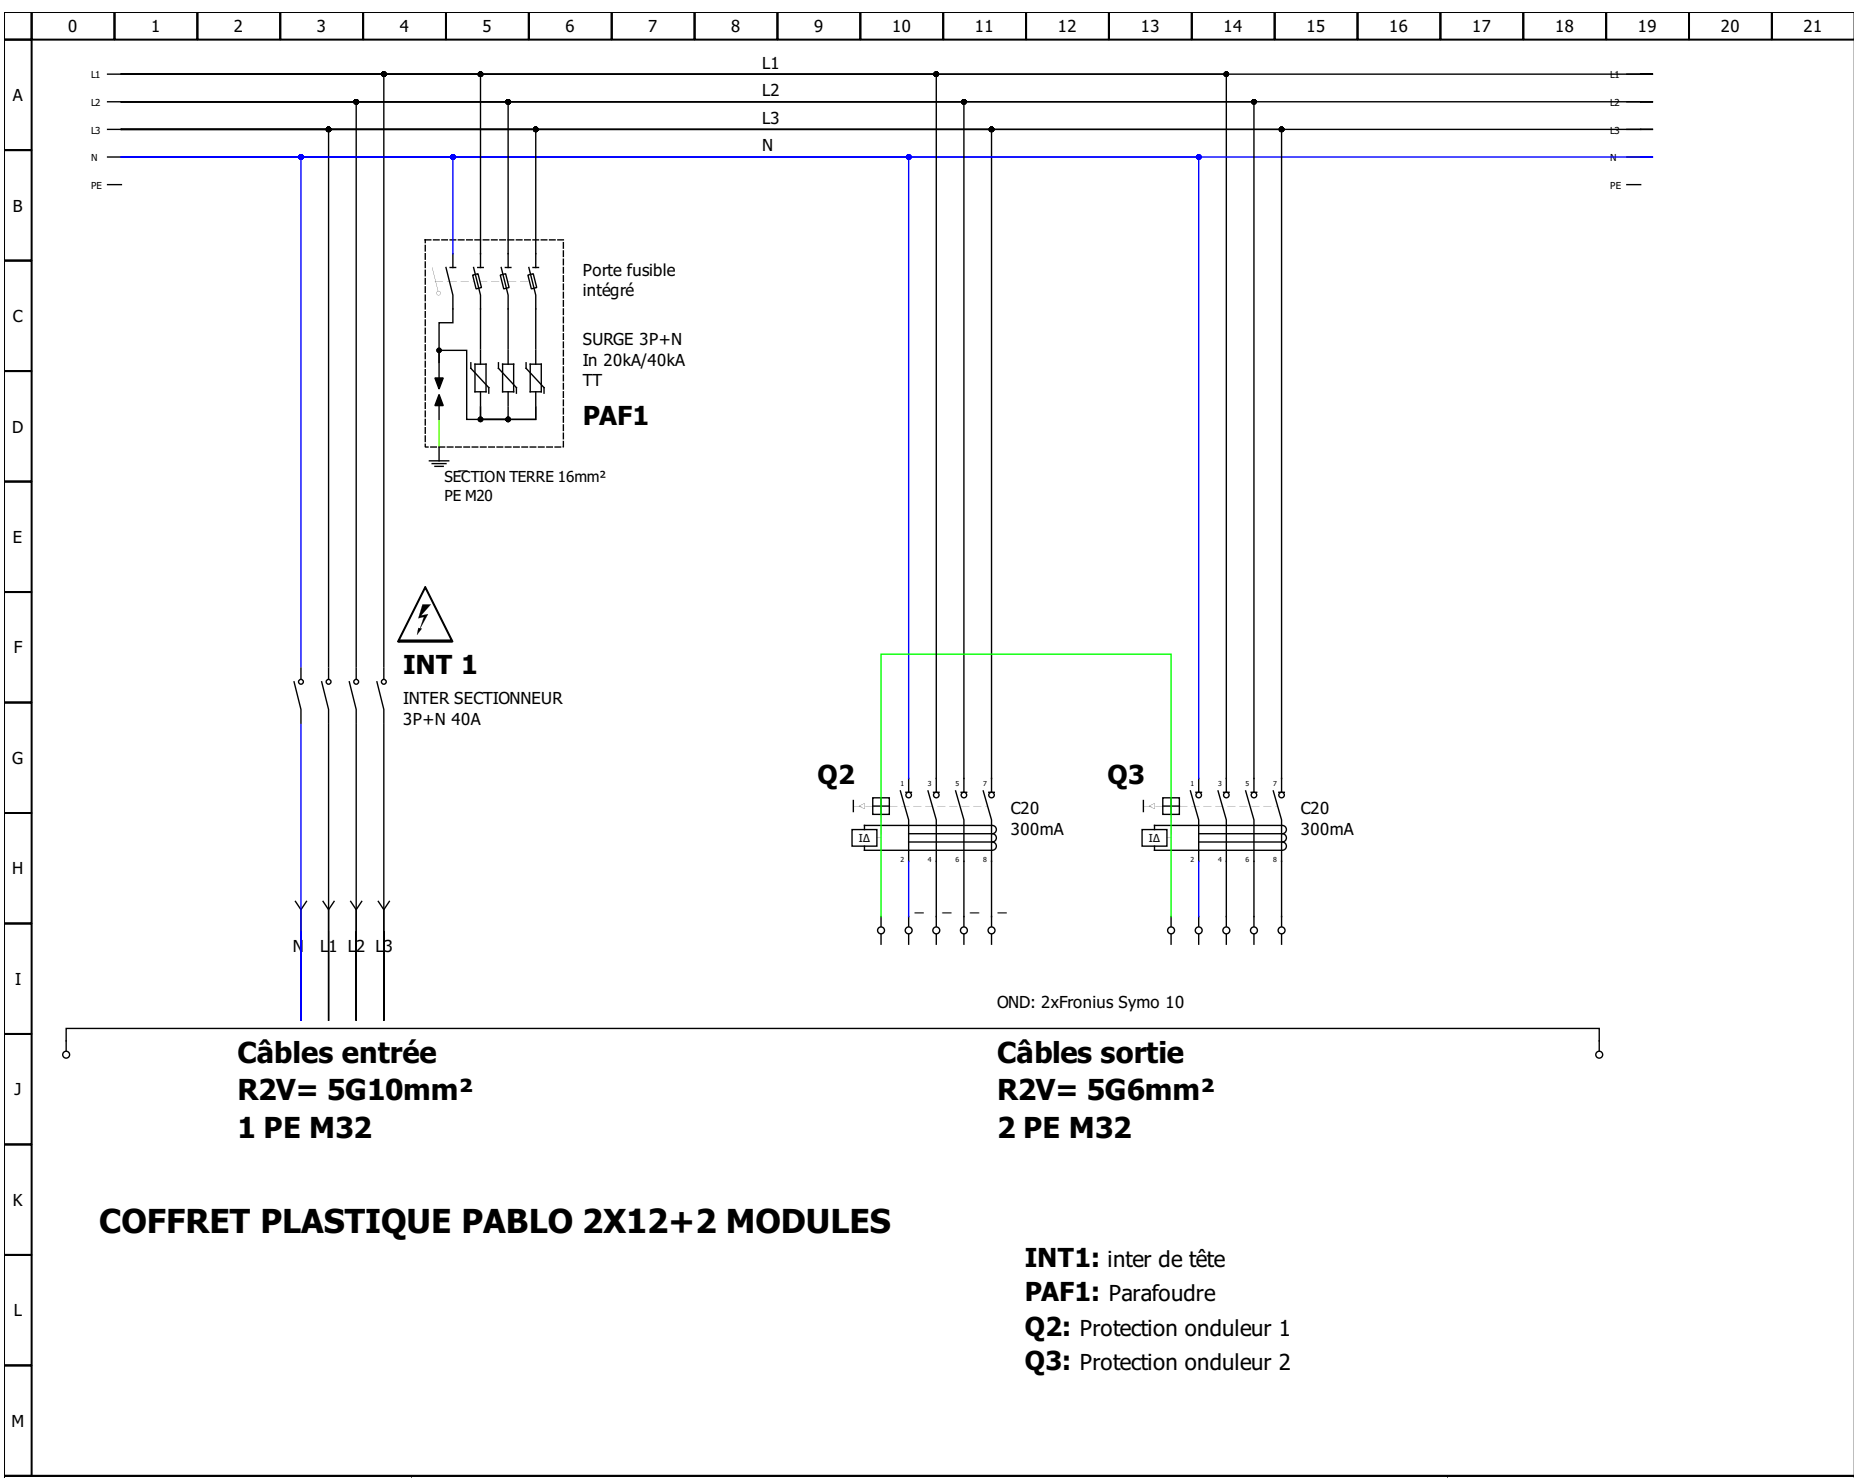 0 1 2 3 4 5 6 7 8 9 10 11 12 13 14 15 16 17 18 19 20 21
A
B
C
D
E
F
G
H
I
J
K
L
M
L1
L2
L3
N
PE
L1
L2
L3
N
L1
L2
L3
N
PE
Porte fusible
intégré
SURGE 3P+N
In 20kA/40kA
TT
PAF1
SECTION TERRE 16mm²
PE M20
INT 1
INTER SECTIONNEUR
3P+N 40A
N L1 L2 L3
Q2
1 3 5 7
C20
300mA
IΔ
2 4 6 8
Q3
1 3 5 7
C20
300mA
IΔ
2 4 6 8
OND: 2xFronius Symo 10
Câbles entrée
R2V= 5G10mm²
1 PE M32
Câbles sortie
R2V= 5G6mm²
2 PE M32
COFFRET PLASTIQUE PABLO 2X12+2 MODULES
INT1: inter de tête
PAF1: Parafoudre
Q2: Protection onduleur 1
Q3: Protection onduleur 2